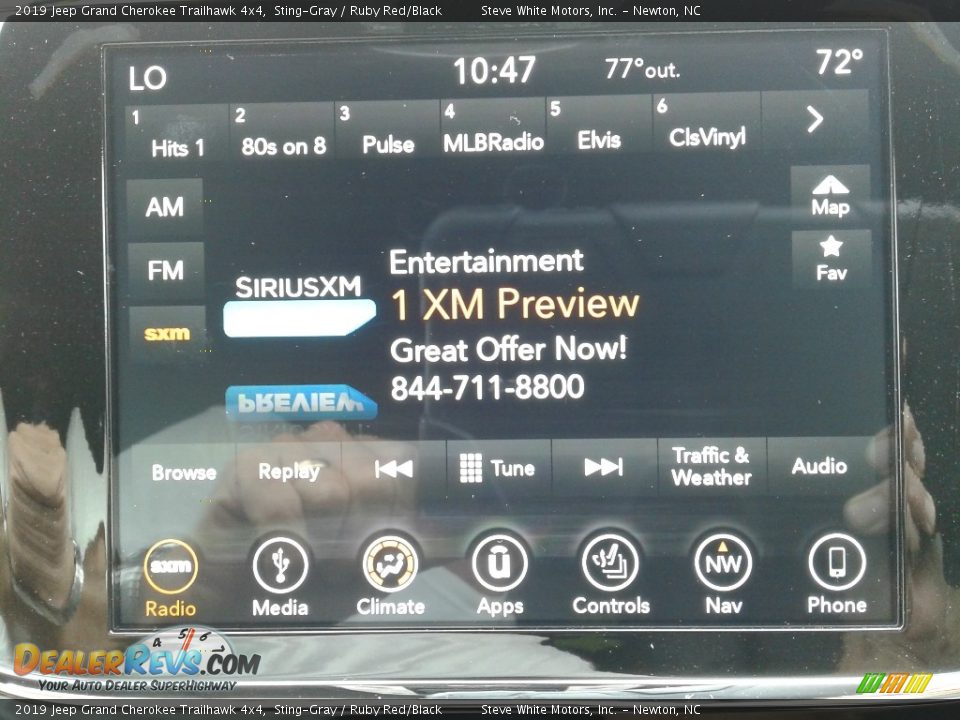 2019 Jeep Grand Cherokee Trailhawk 4x4, Sting-Gray / Ruby Red/Black Steve White Motors, Inc. - Newton, NC
LO 10:47 77° out. 72°
1 Hits 1 2 80s on 8 3 Pulse 4 MLBRadio 5 Elvis 6 ClsVinyl
AM
Map
FM
Fav
sxm
SIRIUSXM
Entertainment
1 XM Preview
Great Offer Now!
844-711-8800
PREVIEW
Browse Replay Tune Traffic & Weather Audio
sxm NW
Radio Media Climate Apps Controls Nav Phone
4 5 6
DealerRevs.com
Your Auto Dealer SuperHighway
2019 Jeep Grand Cherokee Trailhawk 4x4, Sting-Gray / Ruby Red/Black Steve White Motors, Inc. - Newton, NC